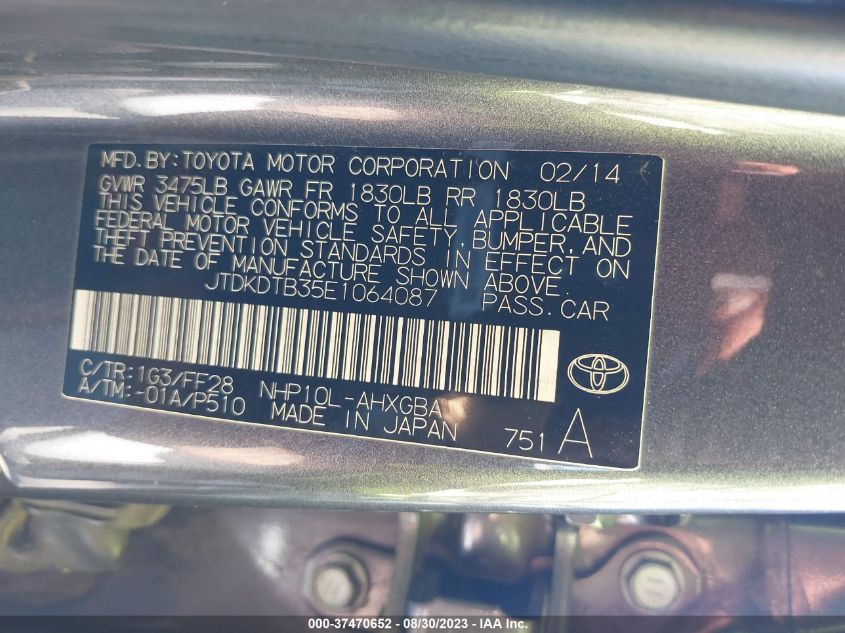 MFD.BY:TOYOTA MOTOR CORPORATION 02/14
GVWR 3475LB GAWR FR 1830LB RR 1830LB
THIS VEHICLE CONFORMS TO ALL APPLICABLE
FEDERAL MOTOR VEHICLE SAFETY, BUMPER, AND
THEFT PREVENTION STANDARDS IN EFFECT ON
THE DATE OF MANUFACTURE SHOWN ABOVE.
JTDKDTB35E1064087 PASS.CAR
C/TR:1G3/FF28 NHP10L-AHXGBA
A/TM:-01A/P510 MADE IN JAPAN 751 A
000-37470652 - 08/30/2023 - IAA Inc.